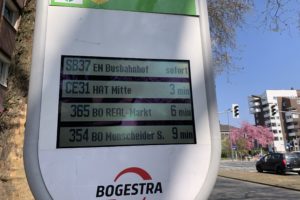 SB37 EN Busbahnhof sofort
CE31 HAT Mitte 3 min
365 BO REAL-Markt 6 min
354 BO Munscheider S. 9 min
BOGESTRA